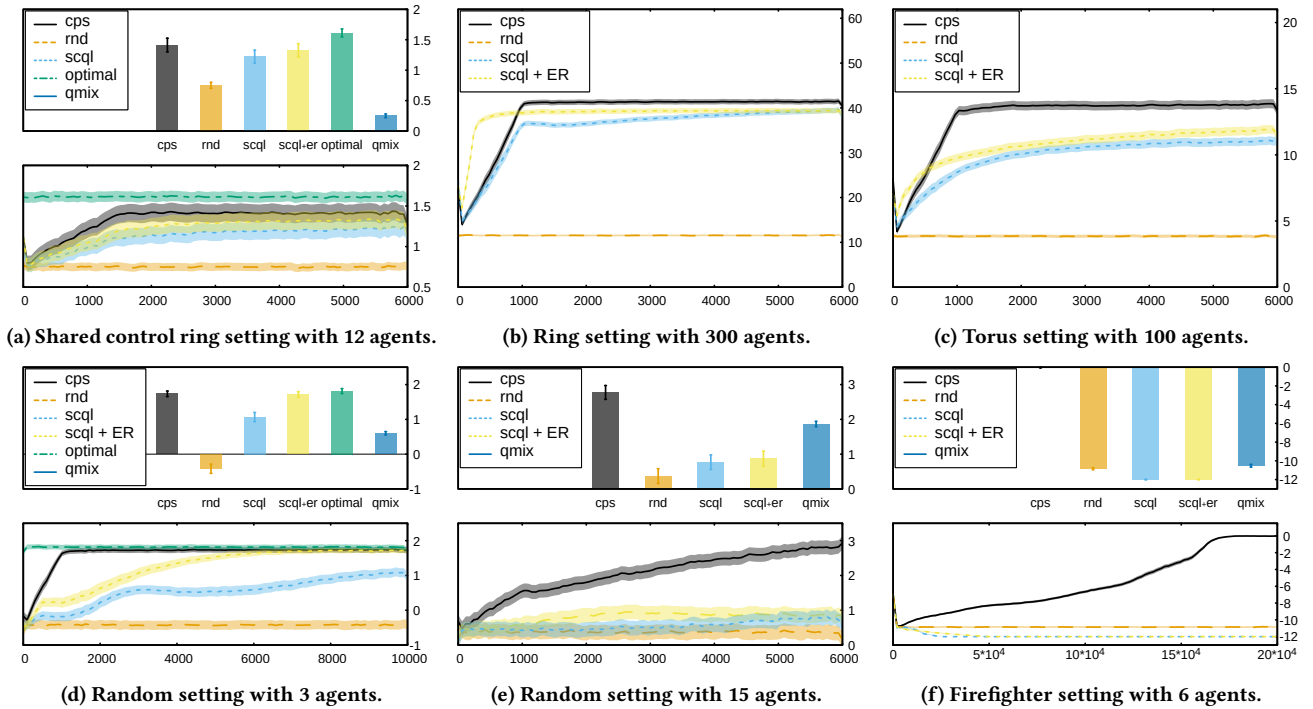 cps
rnd
scql
optimal
qmix
2
1.5
1
0.5
0
cps rnd scql scql+er optimal qmix
2
1.5
1
0.5
0 1000 2000 3000 4000 5000 6000
(a) Shared control ring setting with 12 agents.
cps
rnd
scql
scql + ER
60
50
40
30
20
10
0
0 1000 2000 3000 4000 5000 6000
(b) Ring setting with 300 agents.
cps
rnd
scql
scql + ER
20
15
10
5
0
0 1000 2000 3000 4000 5000 6000
(c) Torus setting with 100 agents.
cps
rnd
scql
scql + ER
optimal
qmix
2
1
0
-1
cps rnd scql scql+er optimal qmix
2
1
0
-1
0 2000 4000 6000 8000 10000
(d) Random setting with 3 agents.
cps
rnd
scql
scql + ER
qmix
3
2
1
0
cps rnd scql scql+er qmix
3
2
1
0
0 1000 2000 3000 4000 5000 6000
(e) Random setting with 15 agents.
cps
rnd
scql
scql + ER
qmix
0
-2
-4
-6
-8
-10
-12
cps rnd scql scql+er qmix
0
-2
-4
-6
-8
-10
-12
0 5*10⁴ 10*10⁴ 15*10⁴ 20*10⁴
(f) Firefighter setting with 6 agents.